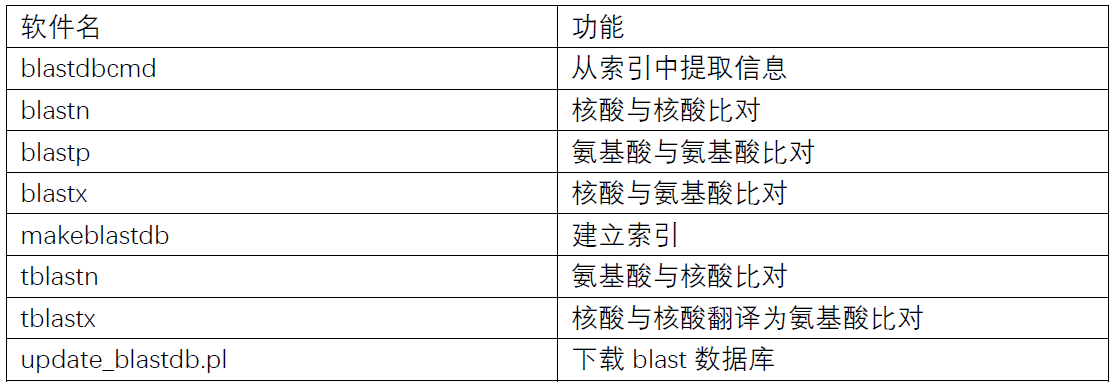 软件名 功能
blastdbcmd 从索引中提取信息
blastn 核酸与核酸比对
blastp 氨基酸与氨基酸比对
blastx 核酸与氨基酸比对
makeblastdb 建立索引
tblastn 氨基酸与核酸比对
tblastx 核酸与核酸翻译为氨基酸比对
update_blastdb.pl 下载 blast 数据库